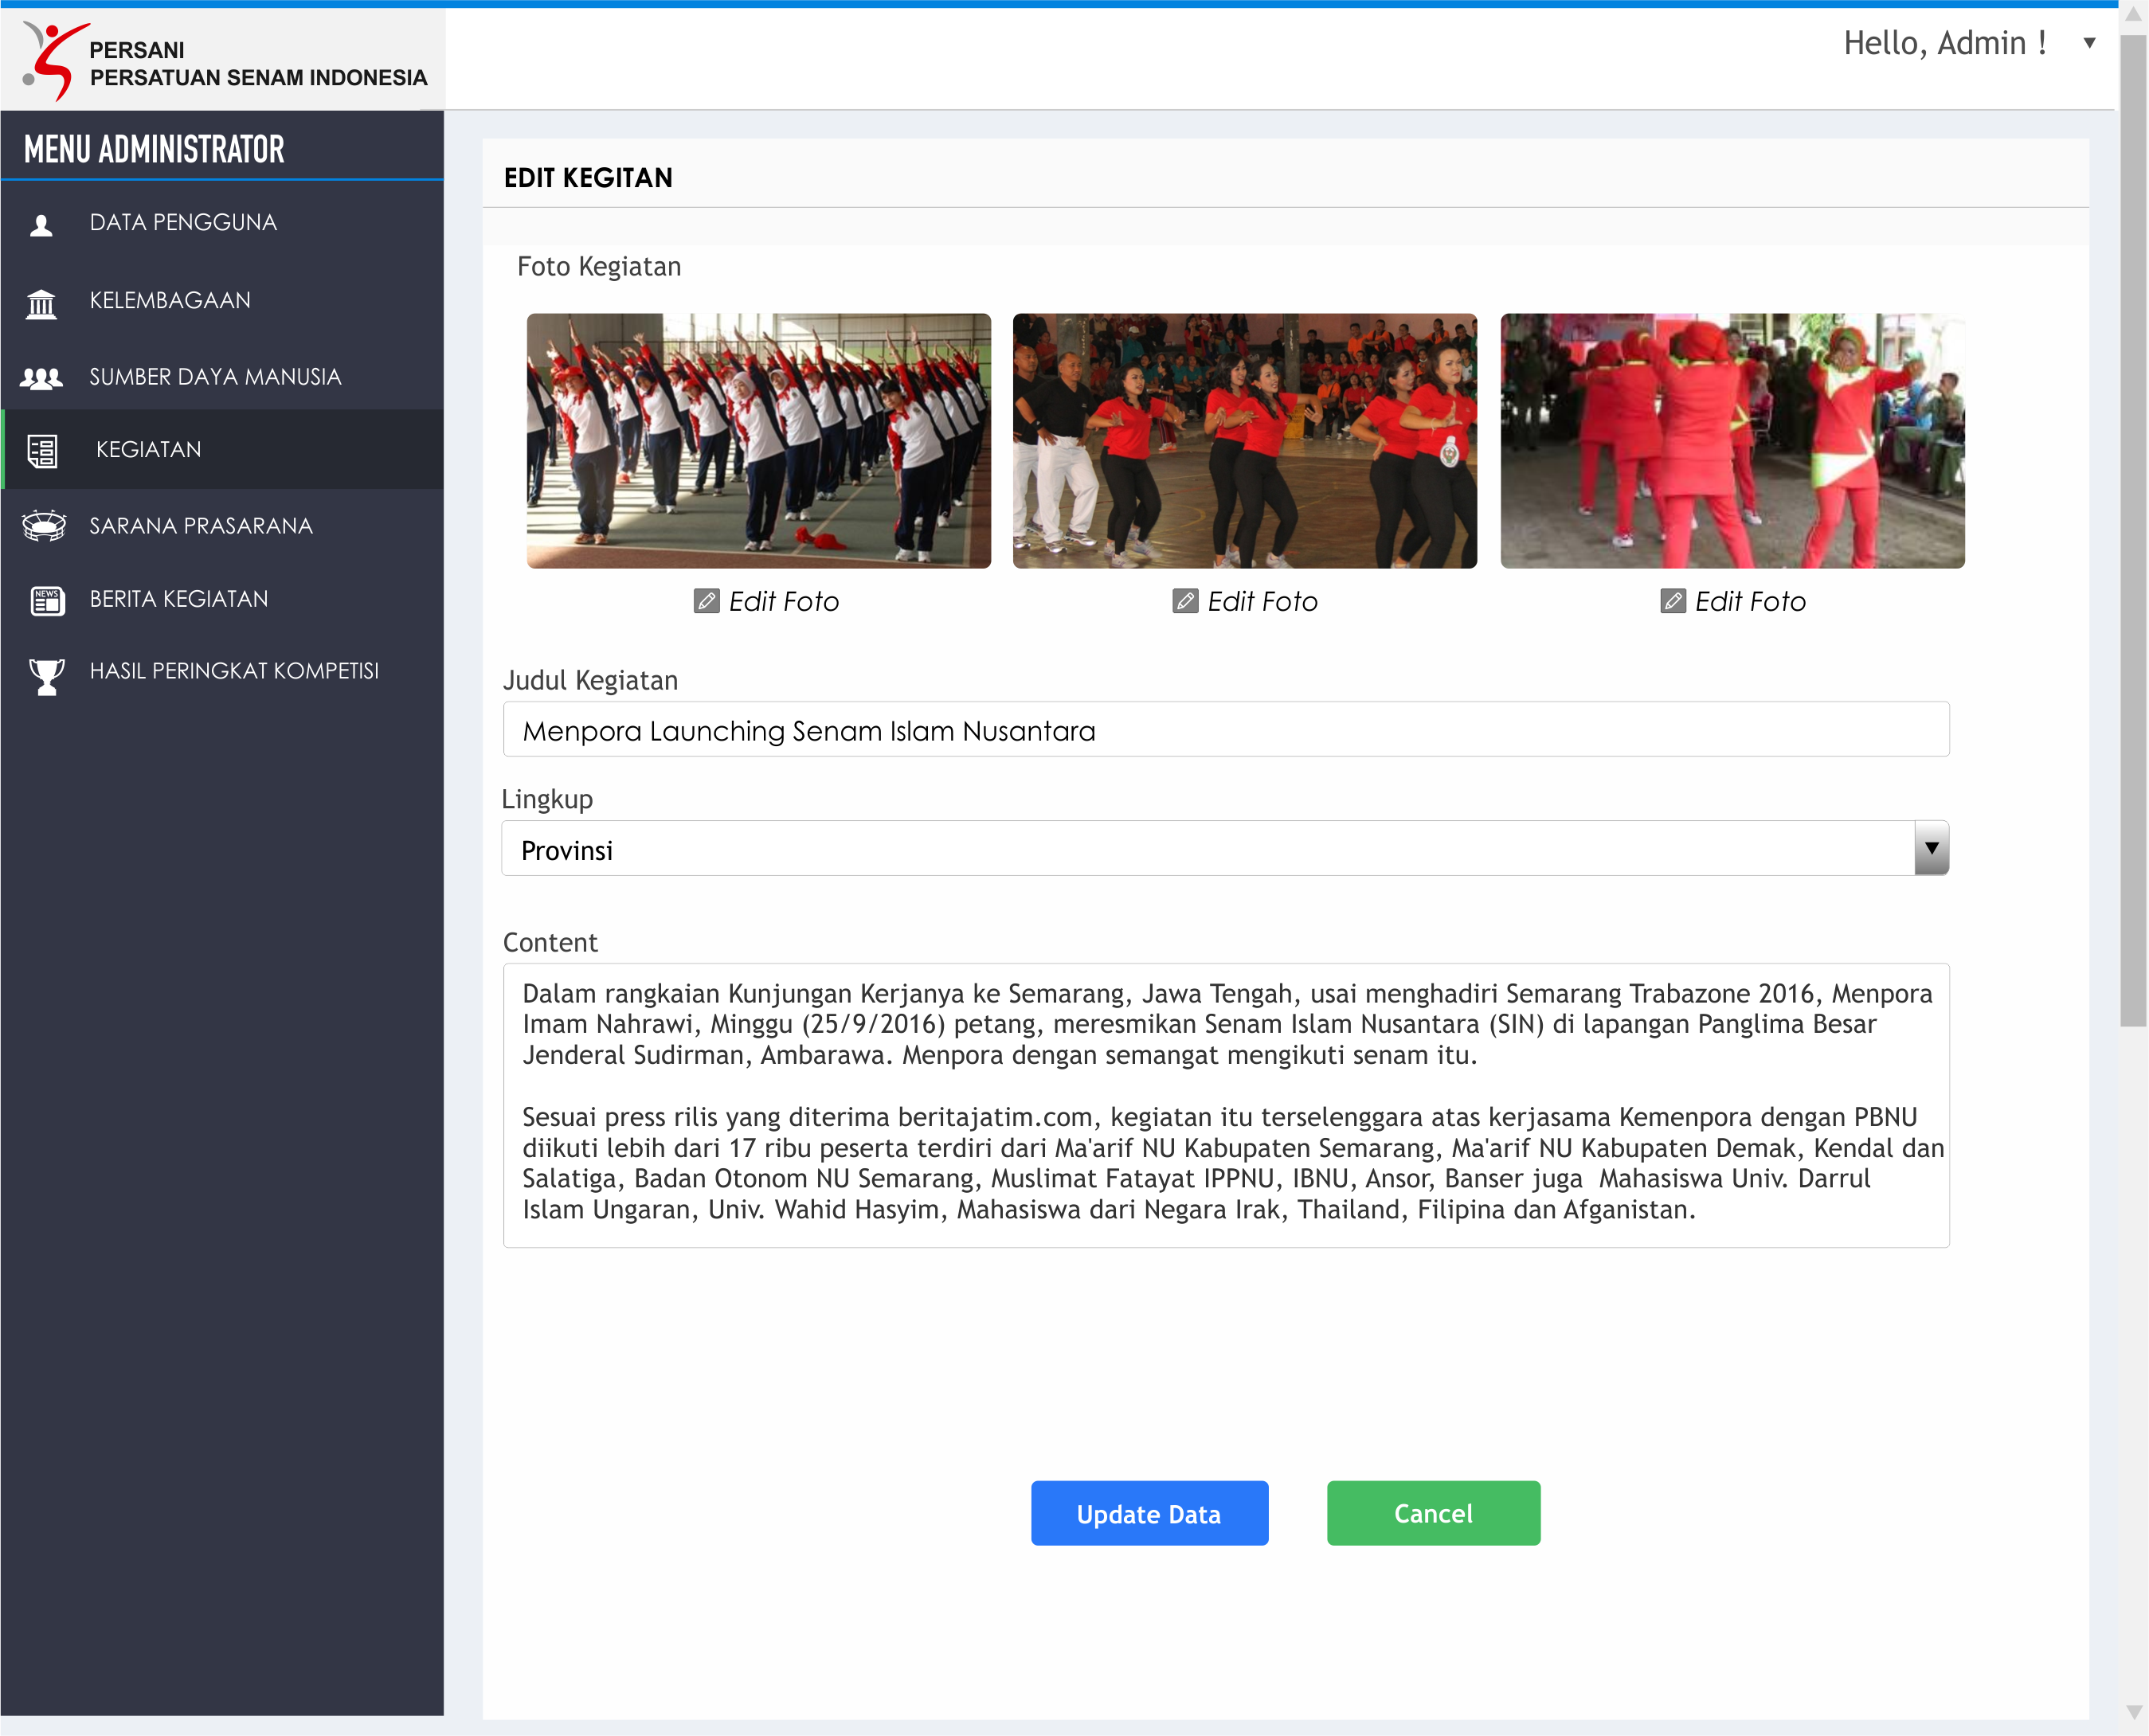 PERSANI
PERSATUAN SENAM INDONESIA
Hello, Admin !
MENU ADMINISTRATOR
DATA PENGGUNA
KELEMBAGAAN
SUMBER DAYA MANUSIA
KEGIATAN
SARANA PRASARANA
NEWS
BERITA KEGIATAN
HASIL PERINGKAT KOMPETISI
EDIT KEGITAN
Foto Kegiatan
Edit Foto
Edit Foto
Edit Foto
Judul Kegiatan
Menpora Launching Senam Islam Nusantara
Lingkup
Provinsi
Content
Dalam rangkaian Kunjungan Kerjanya ke Semarang, Jawa Tengah, usai menghadiri Semarang Trabazone 2016, Menpora
Imam Nahrawi, Minggu (25/9/2016) petang, meresmikan Senam Islam Nusantara (SIN) di lapangan Panglima Besar
Jenderal Sudirman, Ambarawa. Menpora dengan semangat mengikuti senam itu.
Sesuai press rilis yang diterima beritajatim.com, kegiatan itu terselenggara atas kerjasama Kemenpora dengan PBNU
diikuti lebih dari 17 ribu peserta terdiri dari Ma'arif NU Kabupaten Semarang, Ma'arif NU Kabupaten Demak, Kendal dan
Salatiga, Badan Otonom NU Semarang, Muslimat Fatayat IPPNU, IBNU, Ansor, Banser juga  Mahasiswa Univ. Darrul
Islam Ungaran, Univ. Wahid Hasyim, Mahasiswa dari Negara Irak, Thailand, Filipina dan Afganistan.
Update Data
Cancel